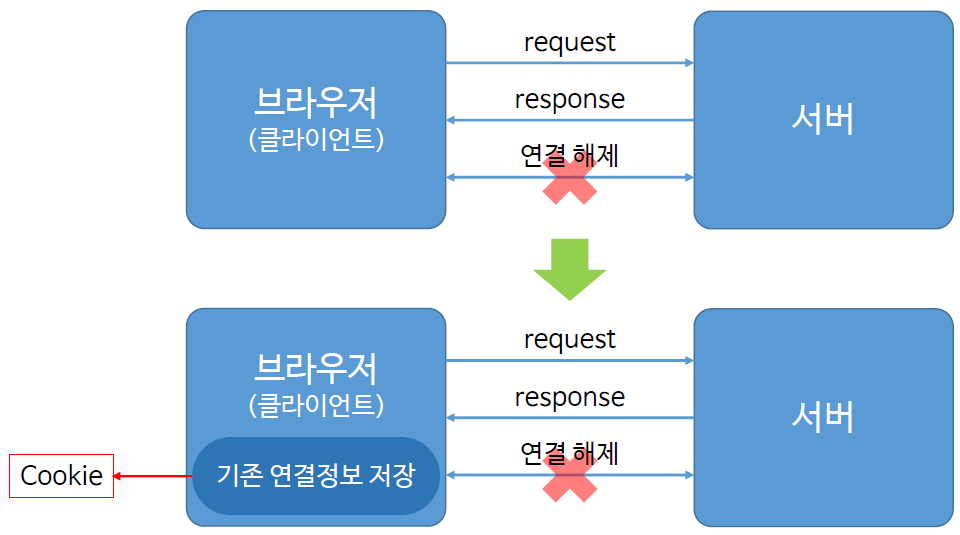 request
브라우저
(클라이언트)
response
서버
연결 해제
request
브라우저
(클라이언트)
response
서버
연결 해제
기존 연결정보 저장
Cookie